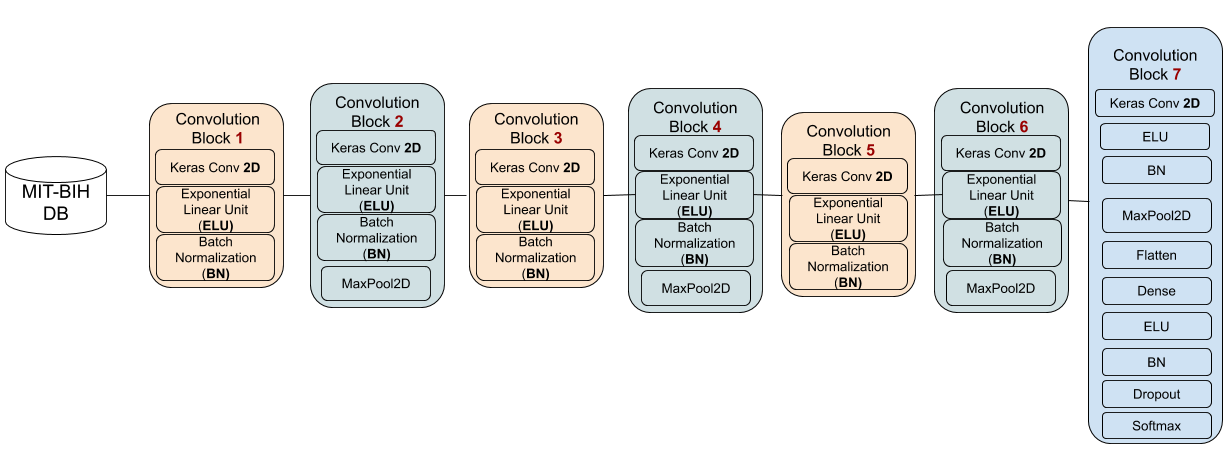 MIT-BIH
DB
Convolution
Block 1
Keras Conv 2D
Exponential
Linear Unit
(ELU)
Batch
Normalization
(BN)
Convolution
Block 2
Keras Conv 2D
Exponential
Linear Unit
(ELU)
Batch
Normalization
(BN)
MaxPool2D
Convolution
Block 3
Keras Conv 2D
Exponential
Linear Unit
(ELU)
Batch
Normalization
(BN)
Convolution
Block 4
Keras Conv 2D
Exponential
Linear Unit
(ELU)
Batch
Normalization
(BN)
MaxPool2D
Convolution
Block 5
Keras Conv 2D
Exponential
Linear Unit
(ELU)
Batch
Normalization
(BN)
Convolution
Block 6
Keras Conv 2D
Exponential
Linear Unit
(ELU)
Batch
Normalization
(BN)
MaxPool2D
Convolution
Block 7
Keras Conv 2D
ELU
BN
MaxPool2D
Flatten
Dense
ELU
BN
Dropout
Softmax